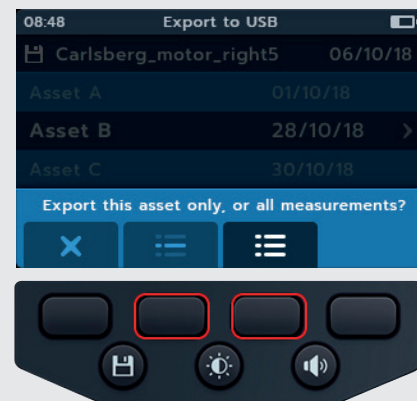 08:48 Export to USB
Carlsberg_motor_right5 06/10/18
Asset A 01/10/18
Asset B 28/10/18
Asset C 30/10/18
Export this asset only, or all measurements?